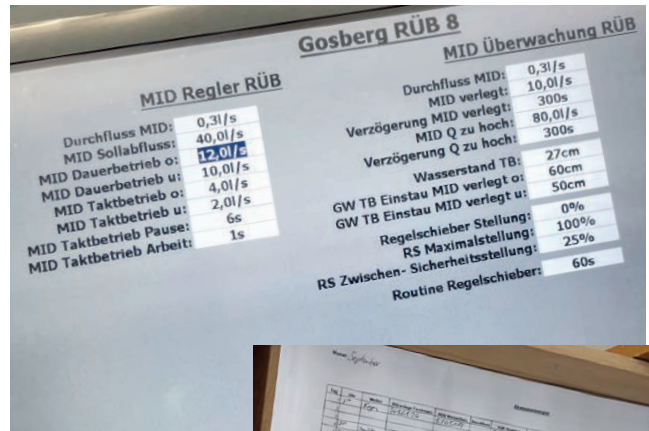 Gosberg RÜB 8
MID Regler RÜB
Durchfluss MID: 0,3l/s
MID Sollabfluss: 40,0l/s
MID Dauerbetrieb o: 12,0l/s
MID Dauerbetrieb u: 10,0l/s
MID Taktbetrieb o: 4,0l/s
MID Taktbetrieb u: 2,0l/s
MID Taktbetrieb Pause: 6s
MID Taktbetrieb Arbeit: 1s
MID Überwachung RÜB
Durchfluss MID: 0,3l/s
MID verlegt: 10,0l/s
Verzögerung MID verlegt: 300s
MID Q zu hoch: 80,0l/s
Verzögerung Q zu hoch: 300s
Wasserstand TB: 27cm
GW TB Einstau MID verlegt o: 60cm
GW TB Einstau MID verlegt u: 50cm
Regelschieber Stellung: 0%
RS Maximalstellung: 100%
RS Zwischen- Sicherheitsstellung: 25%
Routine Regelschieber: 60s
September
Tag